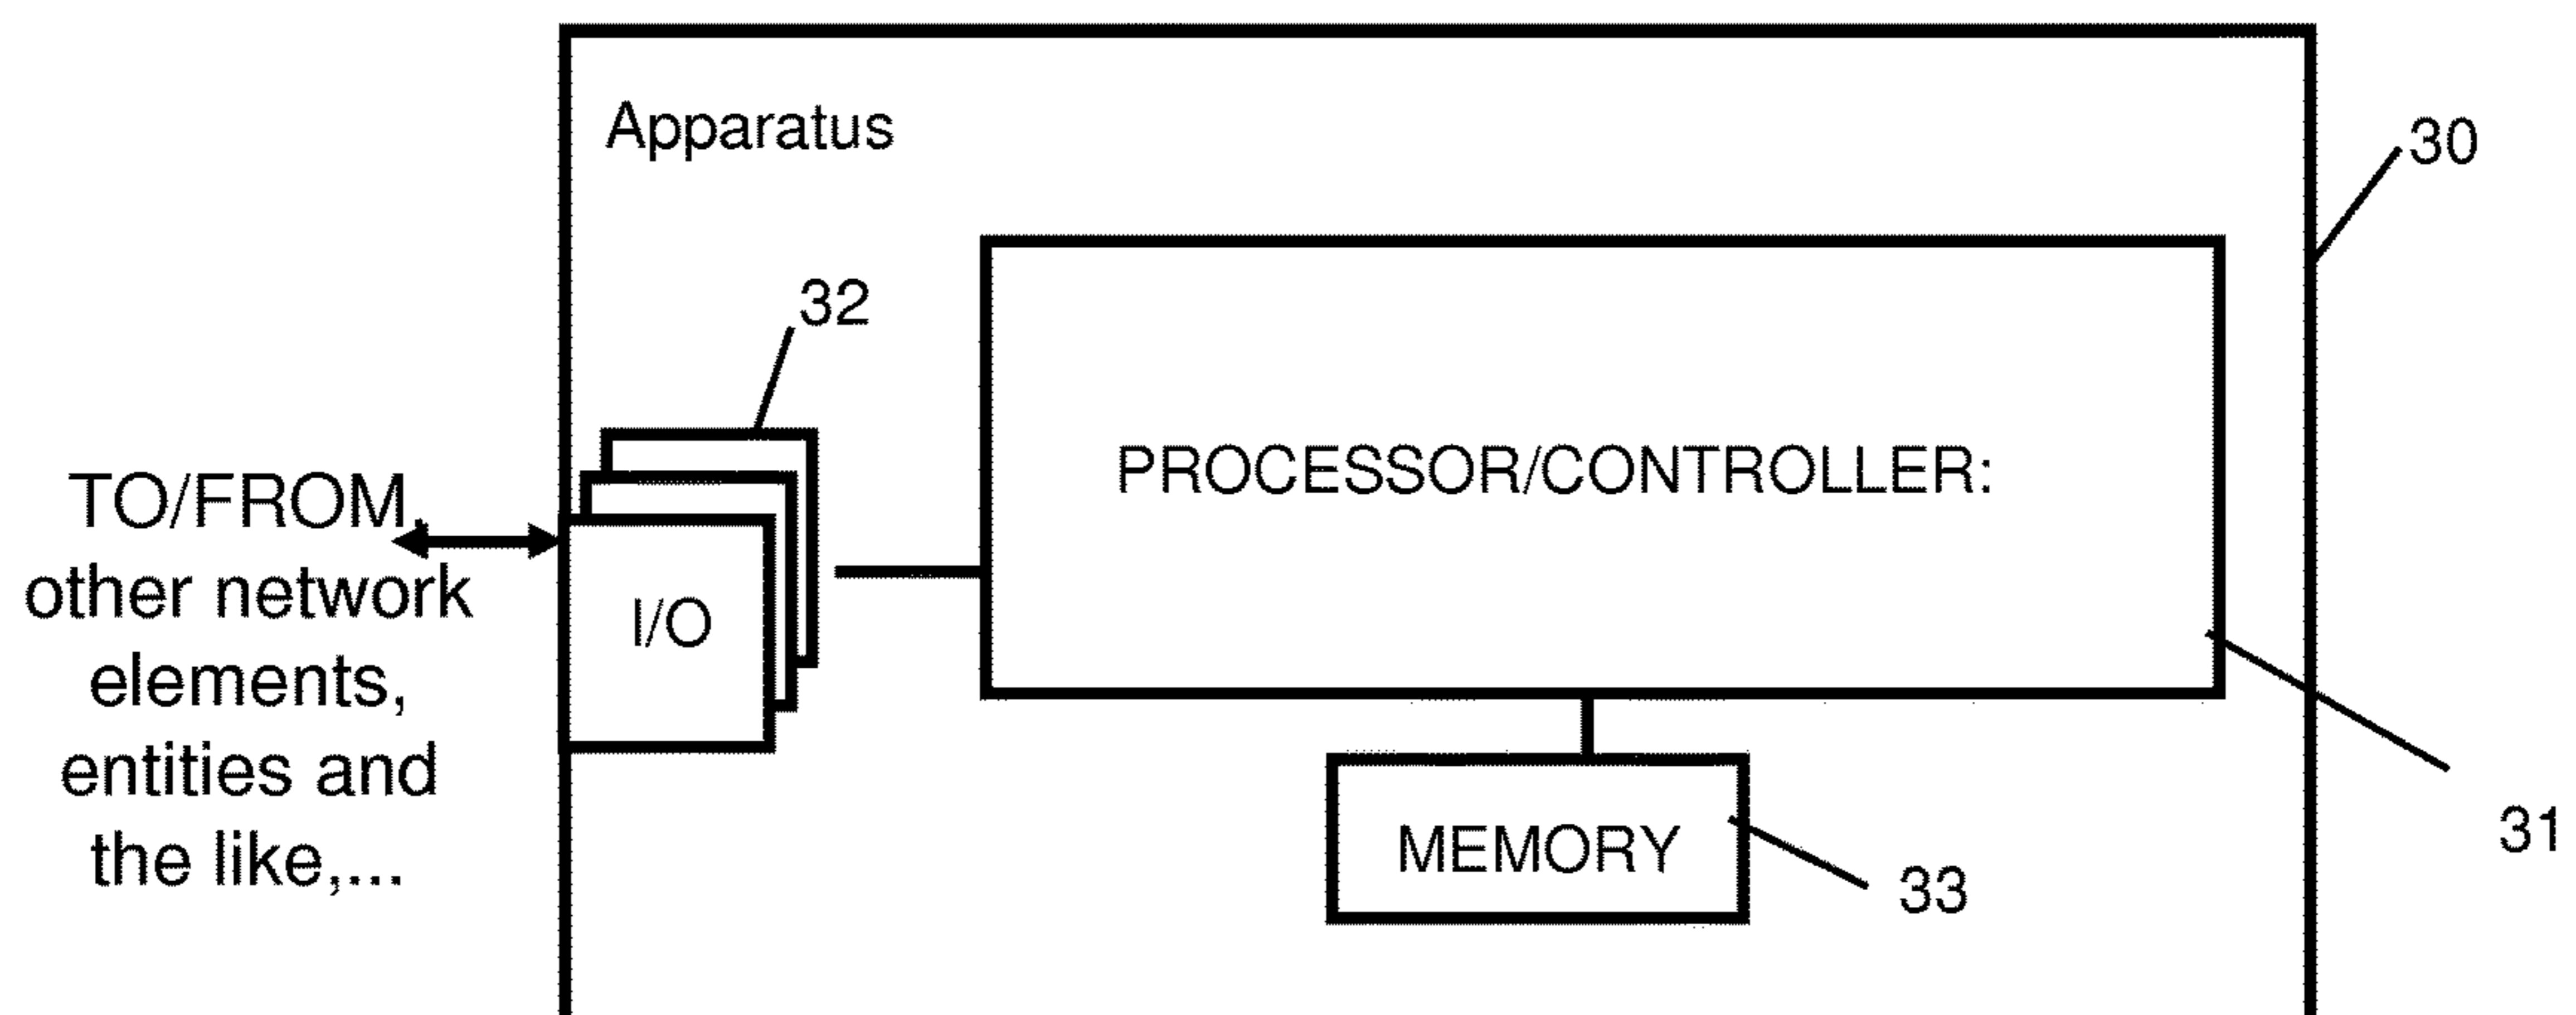 Apparatus
30
32
PROCESSOR/CONTROLLER:
TO/FROM,
other network
elements,
entities and
the like,...
I/O
MEMORY
33
31